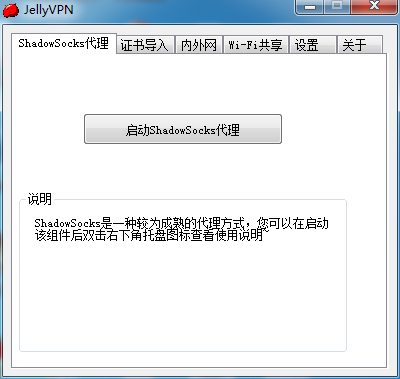 JellyVPN
ShadowSocks代理 证书导入 内外网 Wi-Fi共享 设置 关于
启动ShadowSocks代理
说明
ShadowSocks是一种较为成熟的代理方式，您可以在启动
该组件后双击右下角托盘图标查看使用说明~